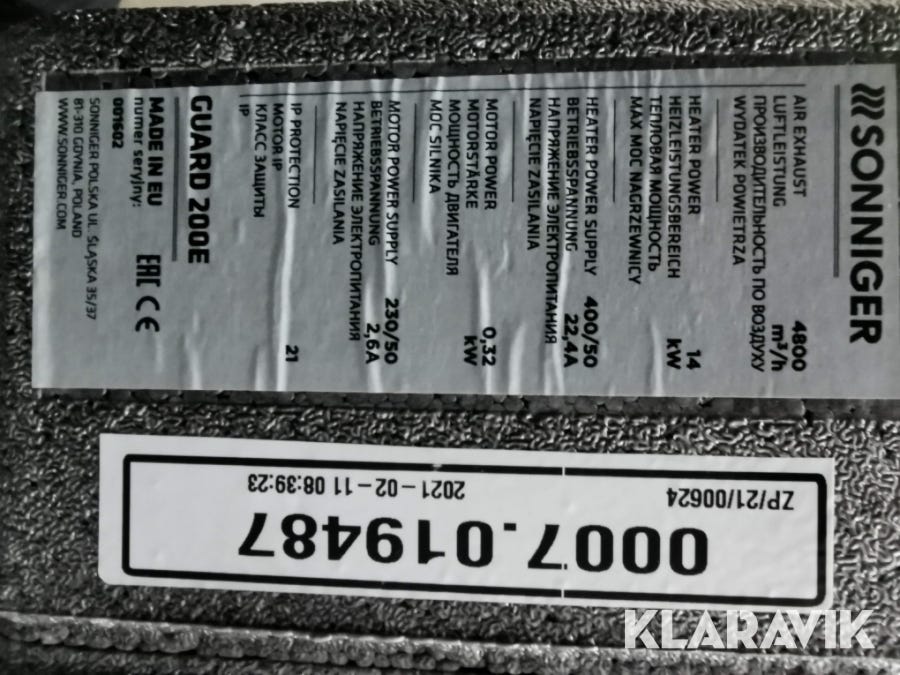 SONNIGER
AIR EXHAUST 4800
LUFTLEISTUNG m³/h
ПРОИЗВОДИТЕЛЬНОСТЬ ПО ВОЗДУХУ
WYDATEK POWIETRZA
HEATER POWER 14
HEIZLEISTUNGSBEREICH kW
ТЕПЛОВАЯ МОЩНОСТЬ
MAX MOC NAGRZEWNICY
HEATER POWER SUPPLY 400/50
BETRIEBSPANNUNG 22,4A
НАПРЯЖЕНИЕ ЭЛЕКТРОПИТАНИЯ
NAPIĘCIE ZASILANIA
MOTOR POWER 0,32
MOTORSTÄRKE kW
МОЩНОСТЬ ДВИГАТЕЛЯ
MOC SILNIKA
MOTOR POWER SUPPLY 230/50
BETRIEBSSPANNUNG 2,6A
НАПРЯЖЕНИЕ ЭЛЕКТРОПИТАНИЯ
NAPIĘCIE ZASILANIA
IP PROTECTION 21
MOTOR IP
КЛАСС ЗАЩИТЫ
IP
GUARD 200E
MADE IN EU EAC CE
numer seryjny:
001602
SONNIGER POLSKA UL. ŚLĄSKA 35/37
81-310 GDYNIA, POLAND
WWW.SONNIGER.COM
0007.019487
ZP/21/00624 2021-02-11 08:39:23
KLARAVIK